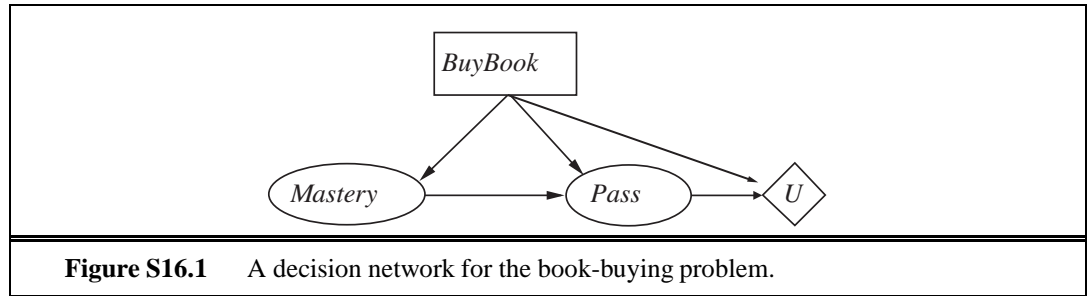 BuyBook
Mastery
Pass
U
Figure S16.1 A decision network for the book-buying problem.